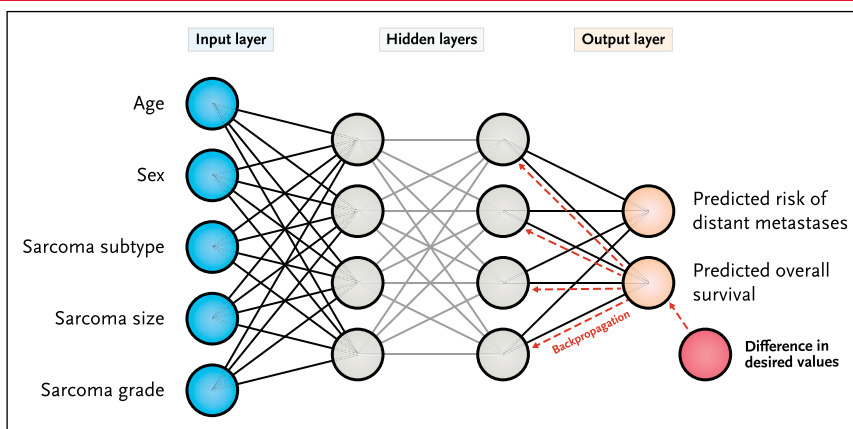 Input layer
Hidden layers
Output layer
Age
Sex
Sarcoma subtype
Sarcoma size
Sarcoma grade
Predicted risk of
distant metastases
Predicted overall
survival
Backpropagation
Difference in
desired values